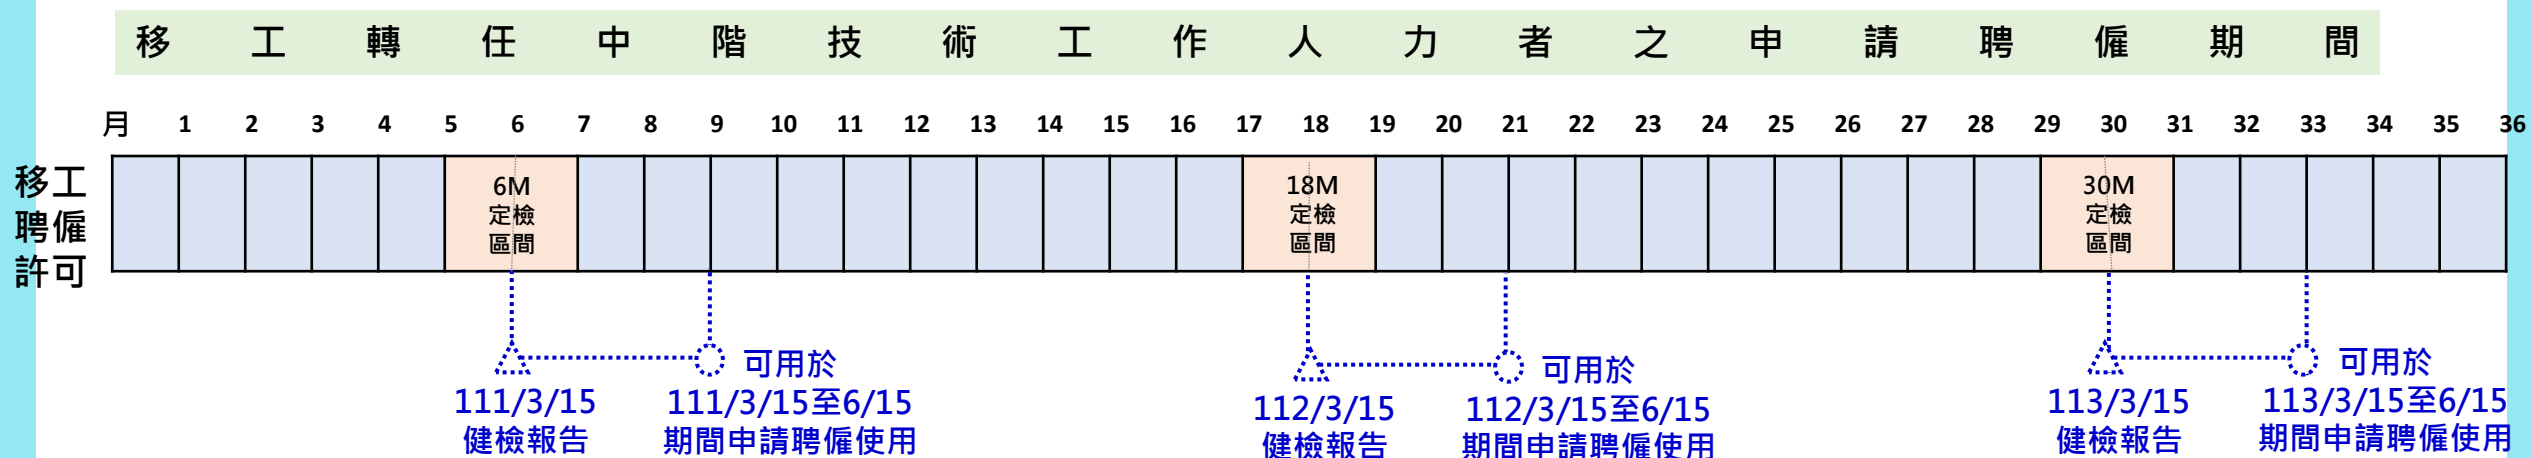 移工轉任中階技術工作人力者之申請聘僱期間
月 1 2 3 4 5 6 7 8 9 10 11 12 13 14 15 16 17 18 19 20 21 22 23 24 25 26 27 28 29 30 31 32 33 34 35 36
移工
聘僱
許可
6M
定檢
區間
18M
定檢
區間
30M
定檢
區間
111/3/15
健檢報告
可用於
111/3/15至6/15
期間申請聘僱使用
112/3/15
健檢報告
可用於
112/3/15至6/15
期間申請聘僱使用
113/3/15
健檢報告
可用於
113/3/15至6/15
期間申請聘僱使用